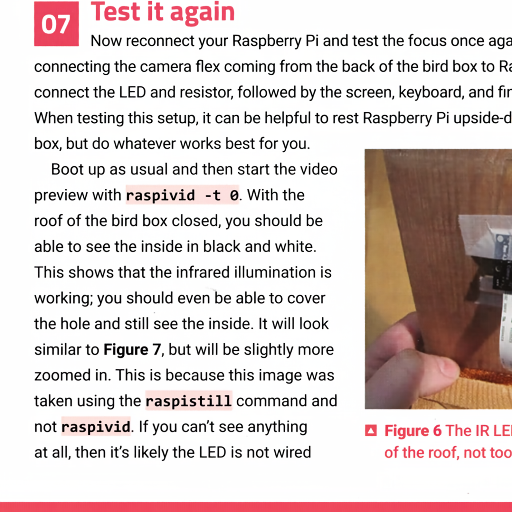 07
Test it again
Now reconnect your Raspberry Pi and test the focus once aga
connecting the camera flex coming from the back of the bird box to Ra
connect the LED and resistor, followed by the screen, keyboard, and fir
When testing this setup, it can be helpful to rest Raspberry Pi upside-d
box, but do whatever works best for you.
Boot up as usual and then start the video
preview with raspivid -t 0. With the
roof of the bird box closed, you should be
able to see the inside in black and white.
This shows that the infrared illumination is
working; you should even be able to cover
the hole and still see the inside. It will look
similar to Figure 7, but will be slightly more
zoomed in. This is because this image was
taken using the raspistill command and
not raspivid. If you can't see anything
at all, then it's likely the LED is not wired
Figure 6 The IR LE
of the roof, not too